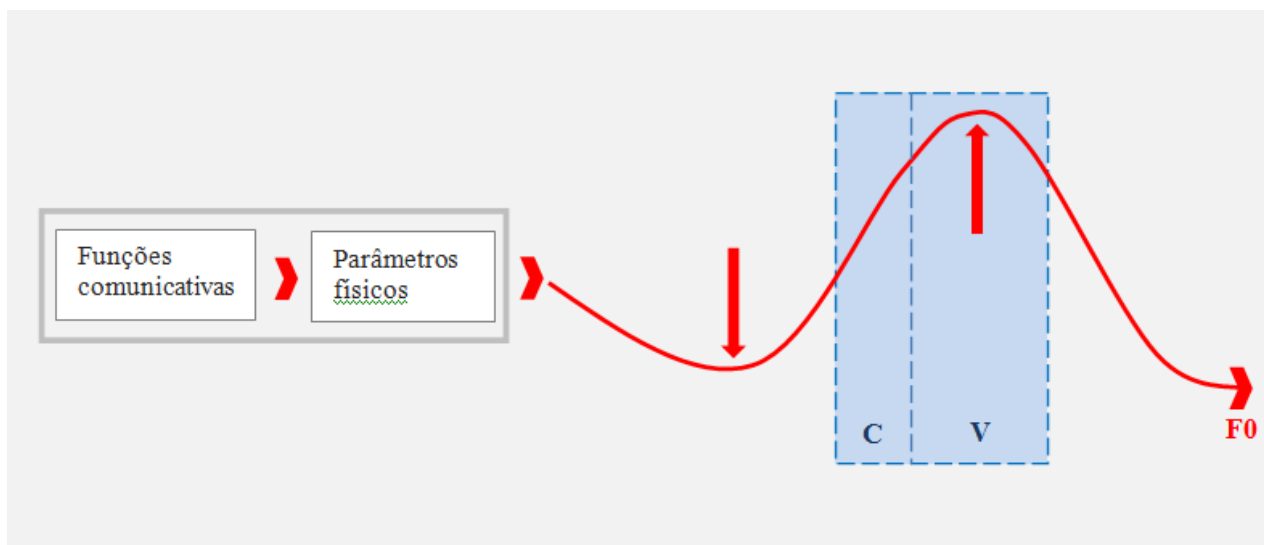 Funções
comunicativas
Parâmetros
físicos
C
V
F0